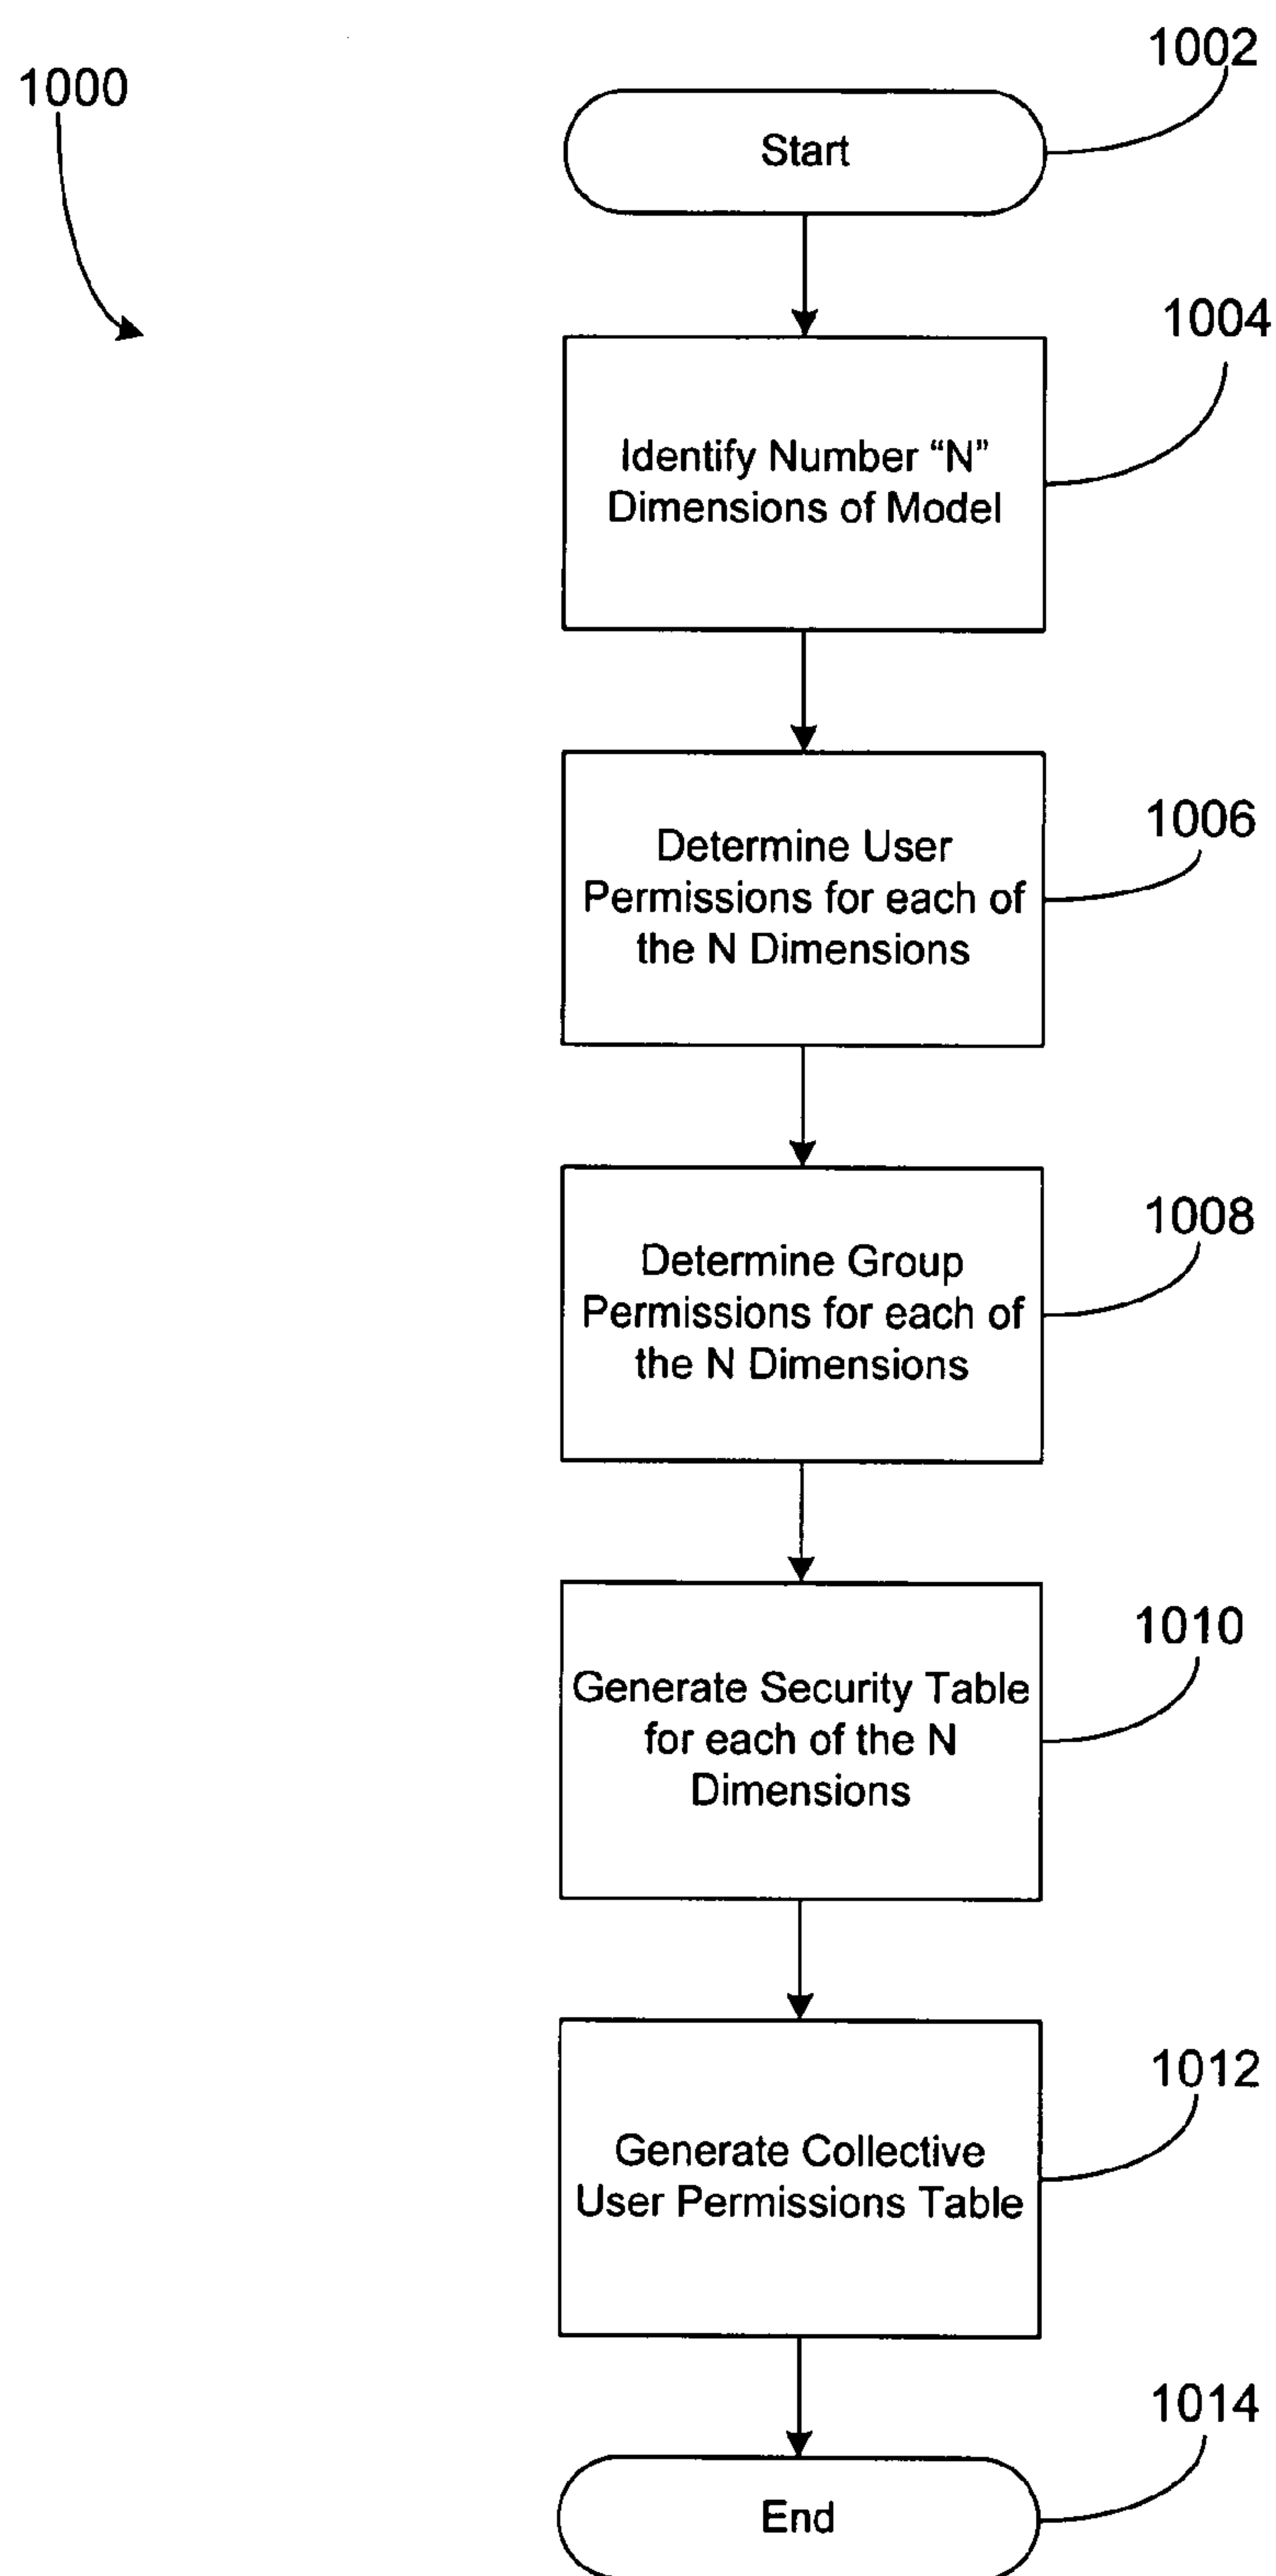 1000
1002
Start
1004
Identify Number “N”
Dimensions of Model
1006
Determine User
Permissions for each of
the N Dimensions
1008
Determine Group
Permissions for each of
the N Dimensions
1010
Generate Security Table
for each of the N
Dimensions
1012
Generate Collective
User Permissions Table
1014
End